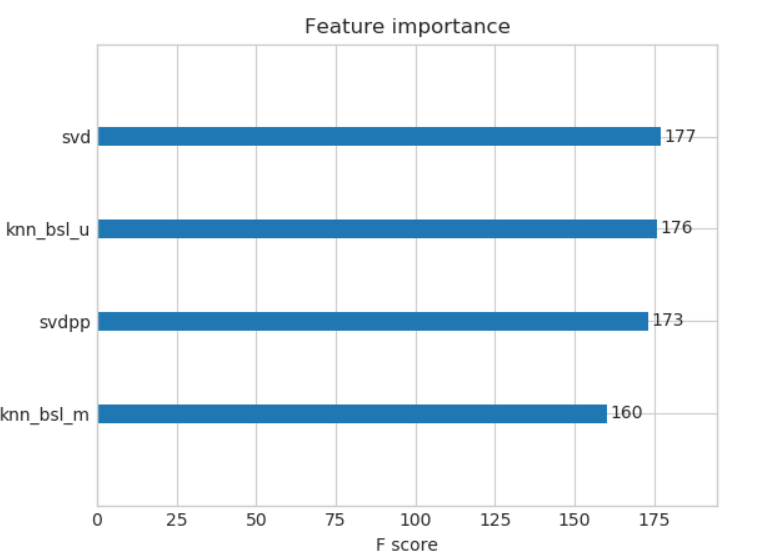 Feature importance
svd
177
knn_bsl_u
176
svdpp
173
knn_bsl_m
160
0 25 50 75 100 125 150 175
F score